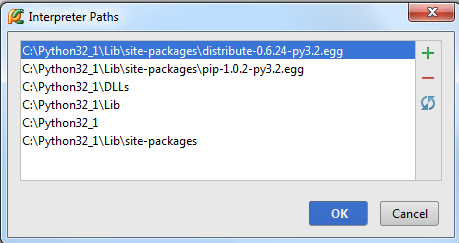 Interpreter Paths
C:\Python32_1\Lib\site-packages\distribute-0.6.24-py3.2.egg
C:\Python32_1\Lib\site-packages\pip-1.0.2-py3.2.egg
C:\Python32_1\DLLs
C:\Python32_1\Lib
C:\Python32_1
C:\Python32_1\Lib\site-packages
OK
Cancel